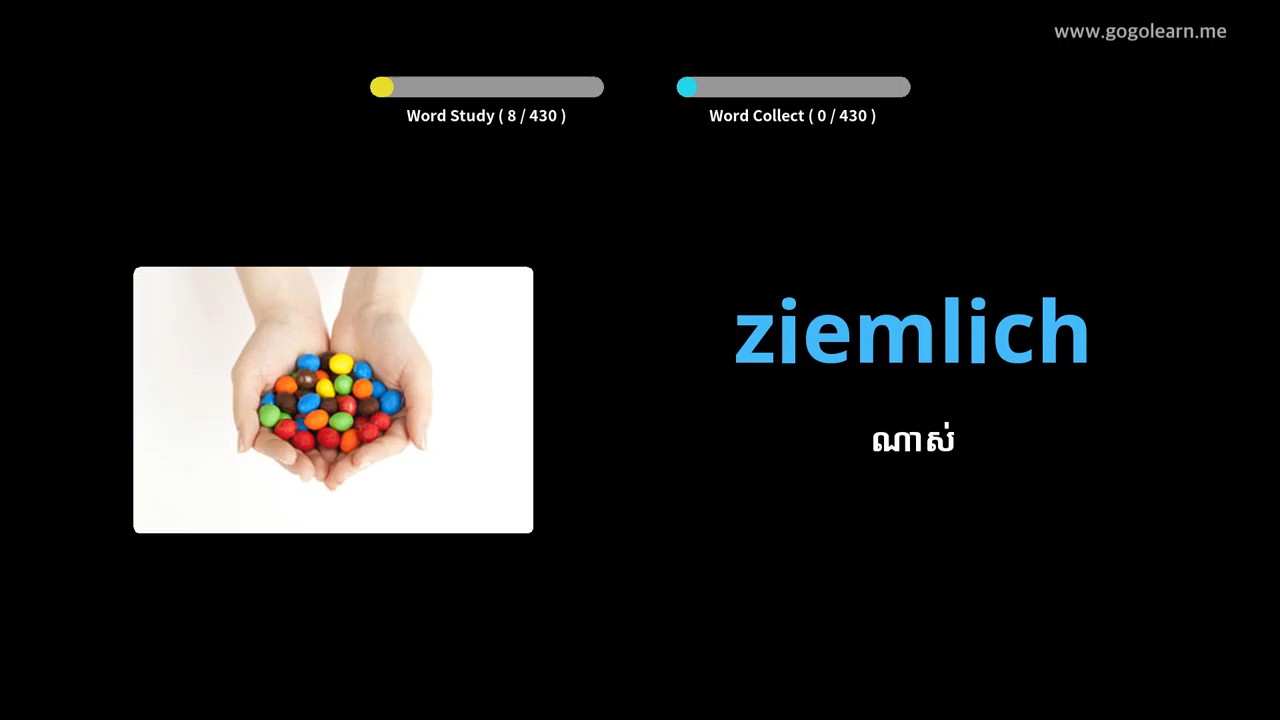 www.gogolearn.me
Word Study ( 8 / 430 )
Word Collect ( 0 / 430 )
ziemlich
ណាស់